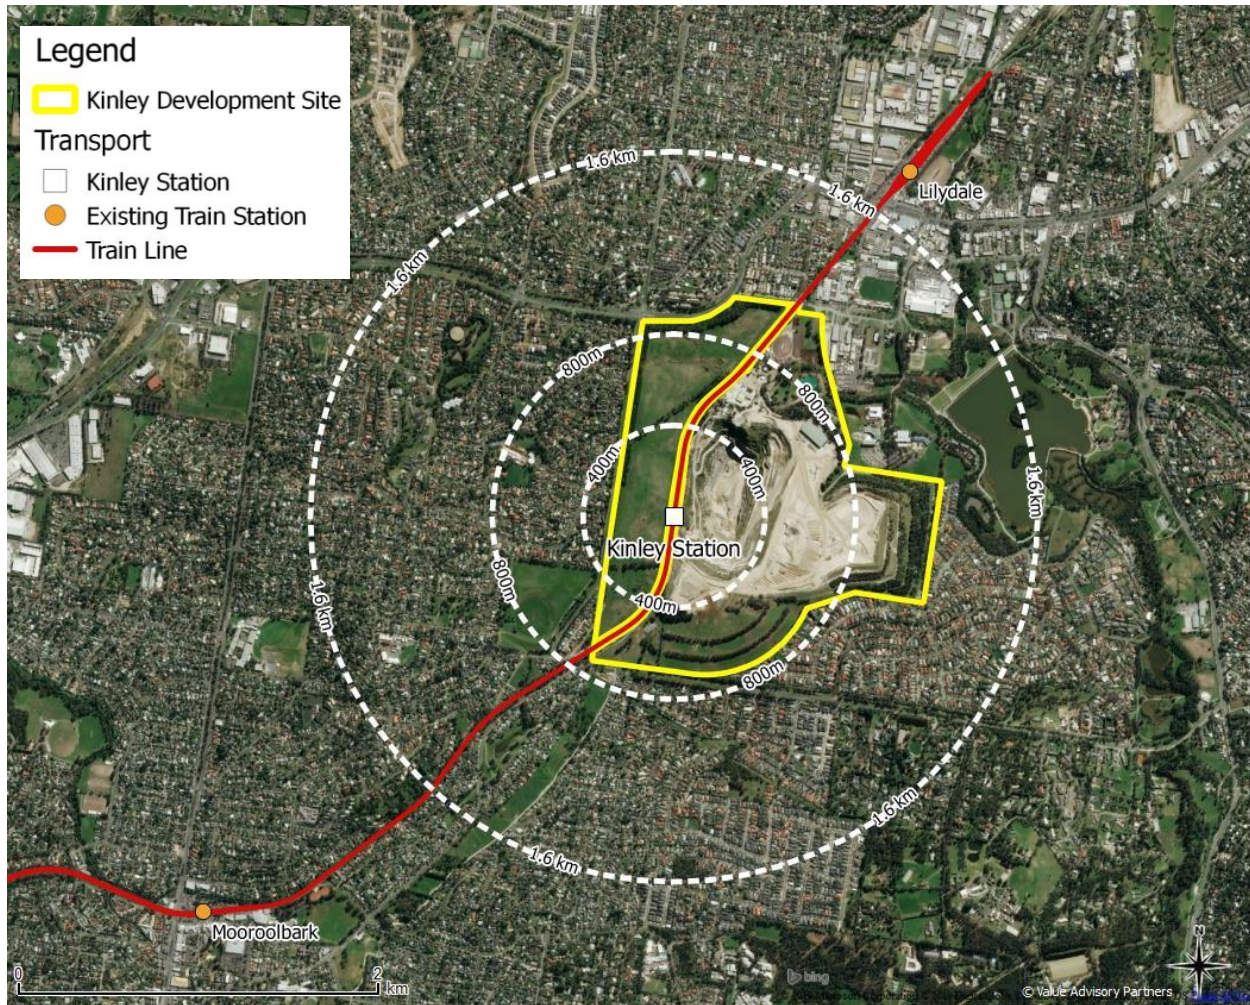 Legend
Kinley Development Site
Transport
Kinley Station
Existing Train Station
Train Line
1.6 km
1.6 km
Lilydale
1.6 km
800m
800m
400m
400m
1.6 km
Kinley Station
800m
400m
1.6 km
800m
1.6 km
1.6 km
Mooroolbark
0
2
km
N
bing
© Value Advisory Partners